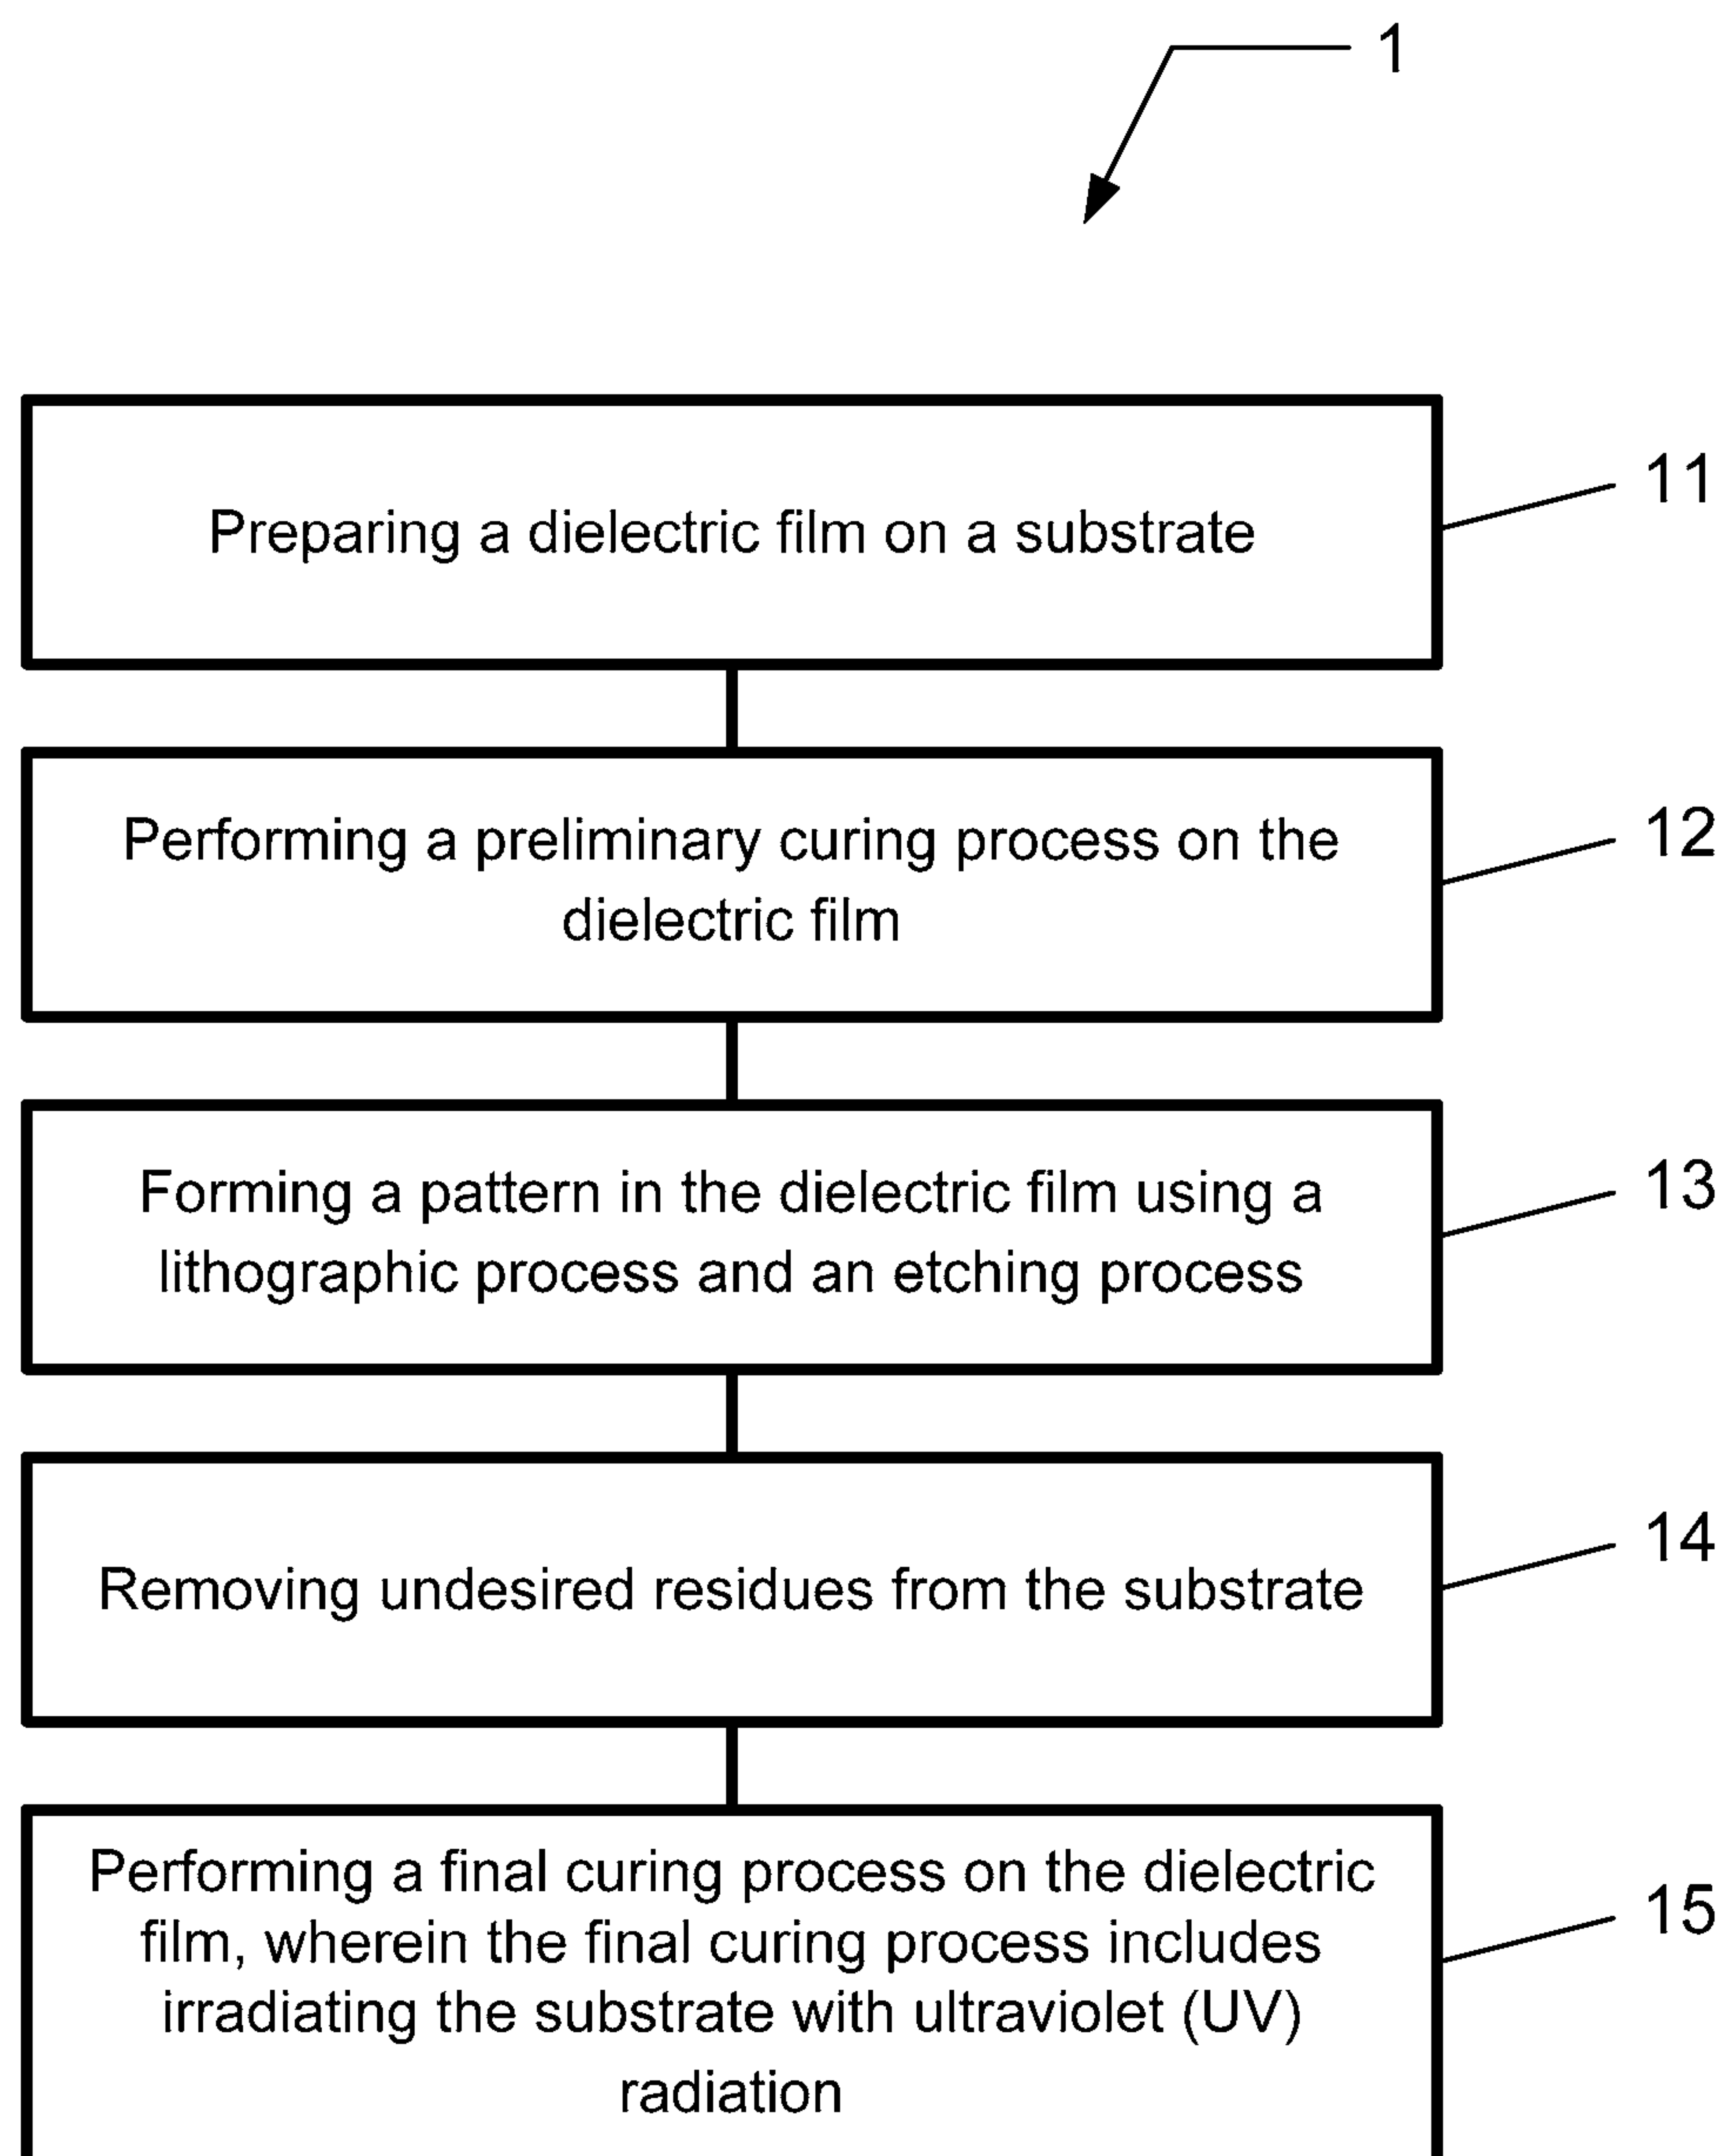 1
Preparing a dielectric film on a substrate
11
Performing a preliminary curing process on the
dielectric film
12
Forming a pattern in the dielectric film using a
lithographic process and an etching process
13
Removing undesired residues from the substrate
14
Performing a final curing process on the dielectric
film, wherein the final curing process includes
irradiating the substrate with ultraviolet (UV)
radiation
15